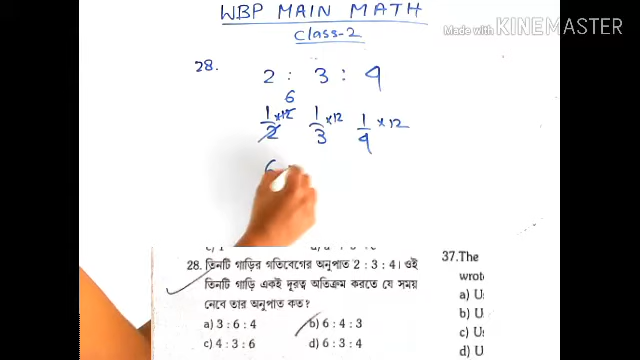 WBP MAIN MATH
Made with KINEMASTER
Class-2
28. 2 : 3 : 4
6
1/2 ×12 1/3 ×12 1/4 ×12
6
28. তিনটি গাড়ির গতিবেগের অনুপাত 2 : 3 : 4। ওই
তিনটি গাড়ি একই দূরত্ব অতিক্রম করতে যে সময়
নেবে তার অনুপাত কত?
a) 3 : 6 : 4 b) 6 : 4 : 3
c) 4 : 3 : 6 d) 6 : 3 : 4
37. The
wrote
a) U
b) U
c) U
d) U